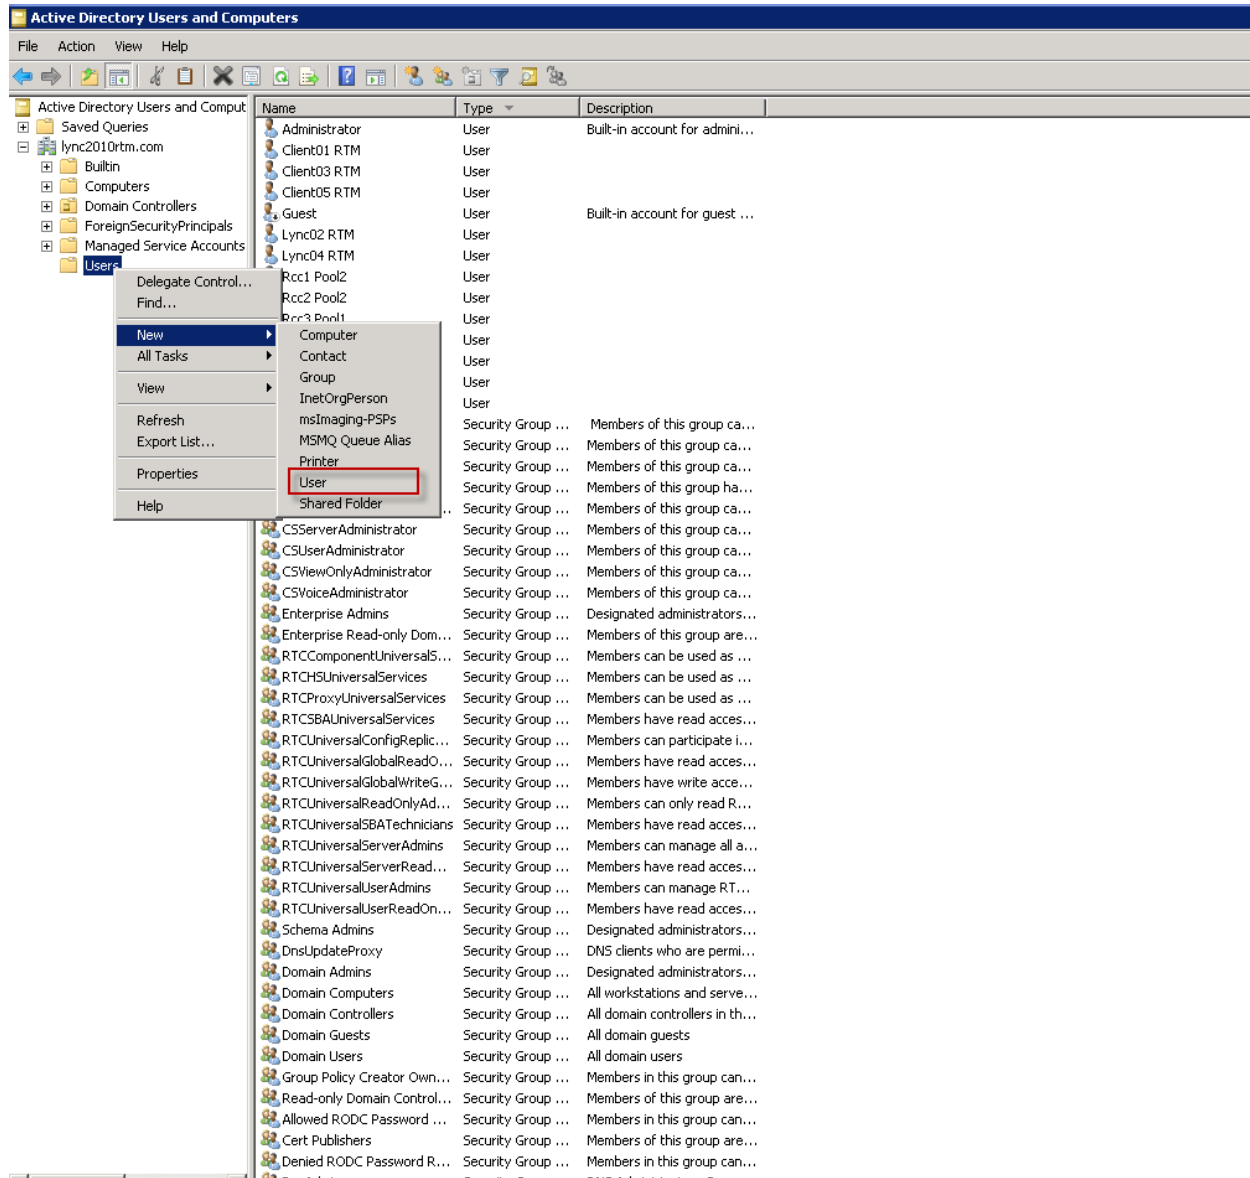 Active Directory Users and Computers
File Action View Help
Active Directory Users and Comput
Saved Queries
lync2010rtm.com
Builtin
Computers
Domain Controllers
ForeignSecurityPrincipals
Managed Service Accounts
Users
Delegate Control...
Find...
New
All Tasks
View
Refresh
Export List...
Properties
Help
Computer
Contact
Group
InetOrgPerson
msImaging-PSPs
MSMQ Queue Alias
Printer
User
Shared Folder
Name Type Description
Administrator User Built-in account for admini...
Client01 RTM User
Client03 RTM User
Client05 RTM User
Guest User Built-in account for guest ...
Lync02 RTM User
Lync04 RTM User
Rcc1 Pool2 User
Rcc2 Pool2 User
Rcc3 Pool1 User
User
User
User
User
Security Group ... Members of this group ca...
Security Group ... Members of this group ca...
Security Group ... Members of this group ca...
Security Group ... Members of this group ha...
.. Security Group ... Members of this group ca...
CSServerAdministrator Security Group ... Members of this group ca...
CSUserAdministrator Security Group ... Members of this group ca...
CSViewOnlyAdministrator Security Group ... Members of this group ca...
CSVoiceAdministrator Security Group ... Members of this group ca...
Enterprise Admins Security Group ... Designated administrators...
Enterprise Read-only Dom... Security Group ... Members of this group are...
RTCComponentUniversalS... Security Group ... Members can be used as ...
RTCHSUniversalServices Security Group ... Members can be used as ...
RTCProxyUniversalServices Security Group ... Members can be used as ...
RTCSBAUniversalServices Security Group ... Members have read acces...
RTCUniversalConfigReplic... Security Group ... Members can participate i...
RTCUniversalGlobalReadO... Security Group ... Members have read acces...
RTCUniversalGlobalWriteG... Security Group ... Members have write acce...
RTCUniversalReadOnlyAd... Security Group ... Members can only read R...
RTCUniversalSBATechnicians Security Group ... Members have read acces...
RTCUniversalServerAdmins Security Group ... Members can manage all a...
RTCUniversalServerRead... Security Group ... Members have read acces...
RTCUniversalUserAdmins Security Group ... Members can manage RT...
RTCUniversalUserReadOn... Security Group ... Members have read acces...
Schema Admins Security Group ... Designated administrators...
DnsUpdateProxy Security Group ... DNS clients who are permi...
Domain Admins Security Group ... Designated administrators...
Domain Computers Security Group ... All workstations and serve...
Domain Controllers Security Group ... All domain controllers in th...
Domain Guests Security Group ... All domain guests
Domain Users Security Group ... All domain users
Group Policy Creator Own... Security Group ... Members in this group can...
Read-only Domain Control... Security Group ... Members of this group are...
Allowed RODC Password ... Security Group ... Members in this group can...
Cert Publishers Security Group ... Members of this group are...
Denied RODC Password R... Security Group ... Members in this group can...